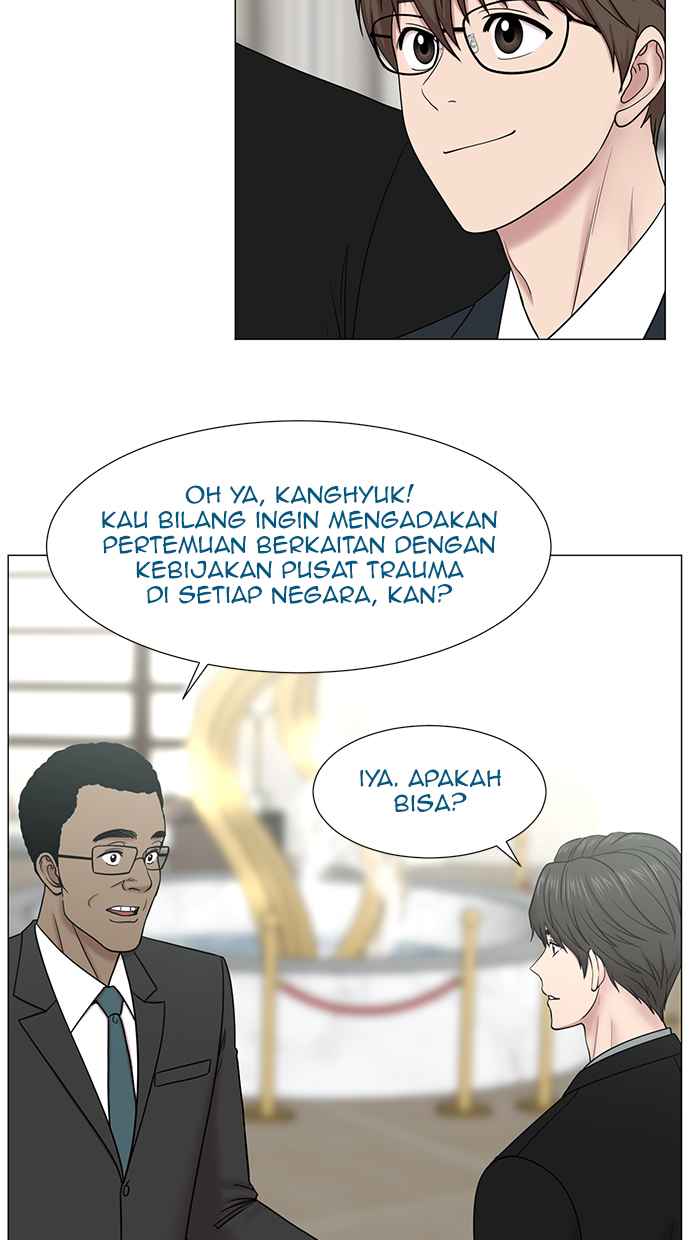 OH YA, KANGHYUK!
KAU BILANG INGIN MENGADAKAN
PERTEMUAN BERKAITAN DENGAN
KEBIJAKAN PUSAT TRAUMA
DI SETIAP NEGARA, KAN?
IYA. APAKAH
BISA?